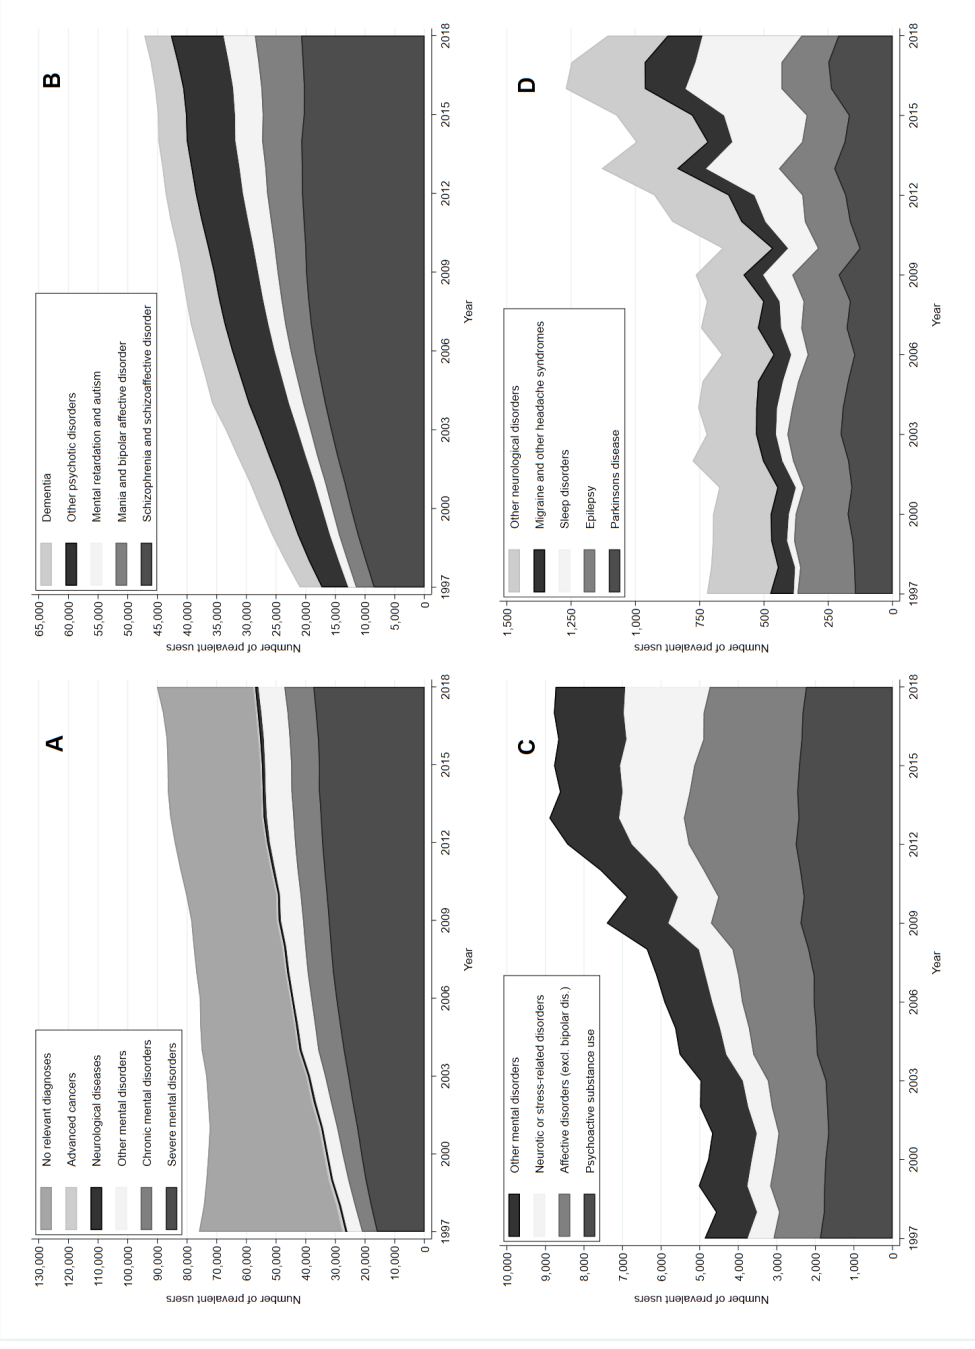 A
Number of prevalent users
130,000
120,000
110,000
100,000
90,000
80,000
70,000
60,000
50,000
40,000
30,000
20,000
10,000
0
No relevant diagnoses
Advanced cancers
Neurological diseases
Other mental disorders
Chronic mental disorders
Severe mental disorders
1997 2000 2003 2006 2009 2012 2015 2018
Year
B
Number of prevalent users
65,000
60,000
55,000
50,000
45,000
40,000
35,000
30,000
25,000
20,000
15,000
10,000
5,000
0
Dementia
Other psychotic disorders
Mental retardation and autism
Mania and bipolar affective disorder
Schizophrenia and schizoaffective disorder
1997 2000 2003 2006 2009 2012 2015 2018
Year
C
Number of prevalent users
10,000
9,000
8,000
7,000
6,000
5,000
4,000
3,000
2,000
1,000
0
Other mental disorders
Neurotic or stress-related disorders
Affective disorders (excl. bipolar dis.)
Psychoactive substance use
1997 2000 2003 2006 2009 2012 2015 2018
Year
D
Number of prevalent users
1,500
1,250
1,000
750
500
250
0
Other neurological disorders
Migraine and other headache syndromes
Sleep disorders
Epilepsy
Parkinsons disease
1997 2000 2003 2006 2009 2012 2015 2018
Year